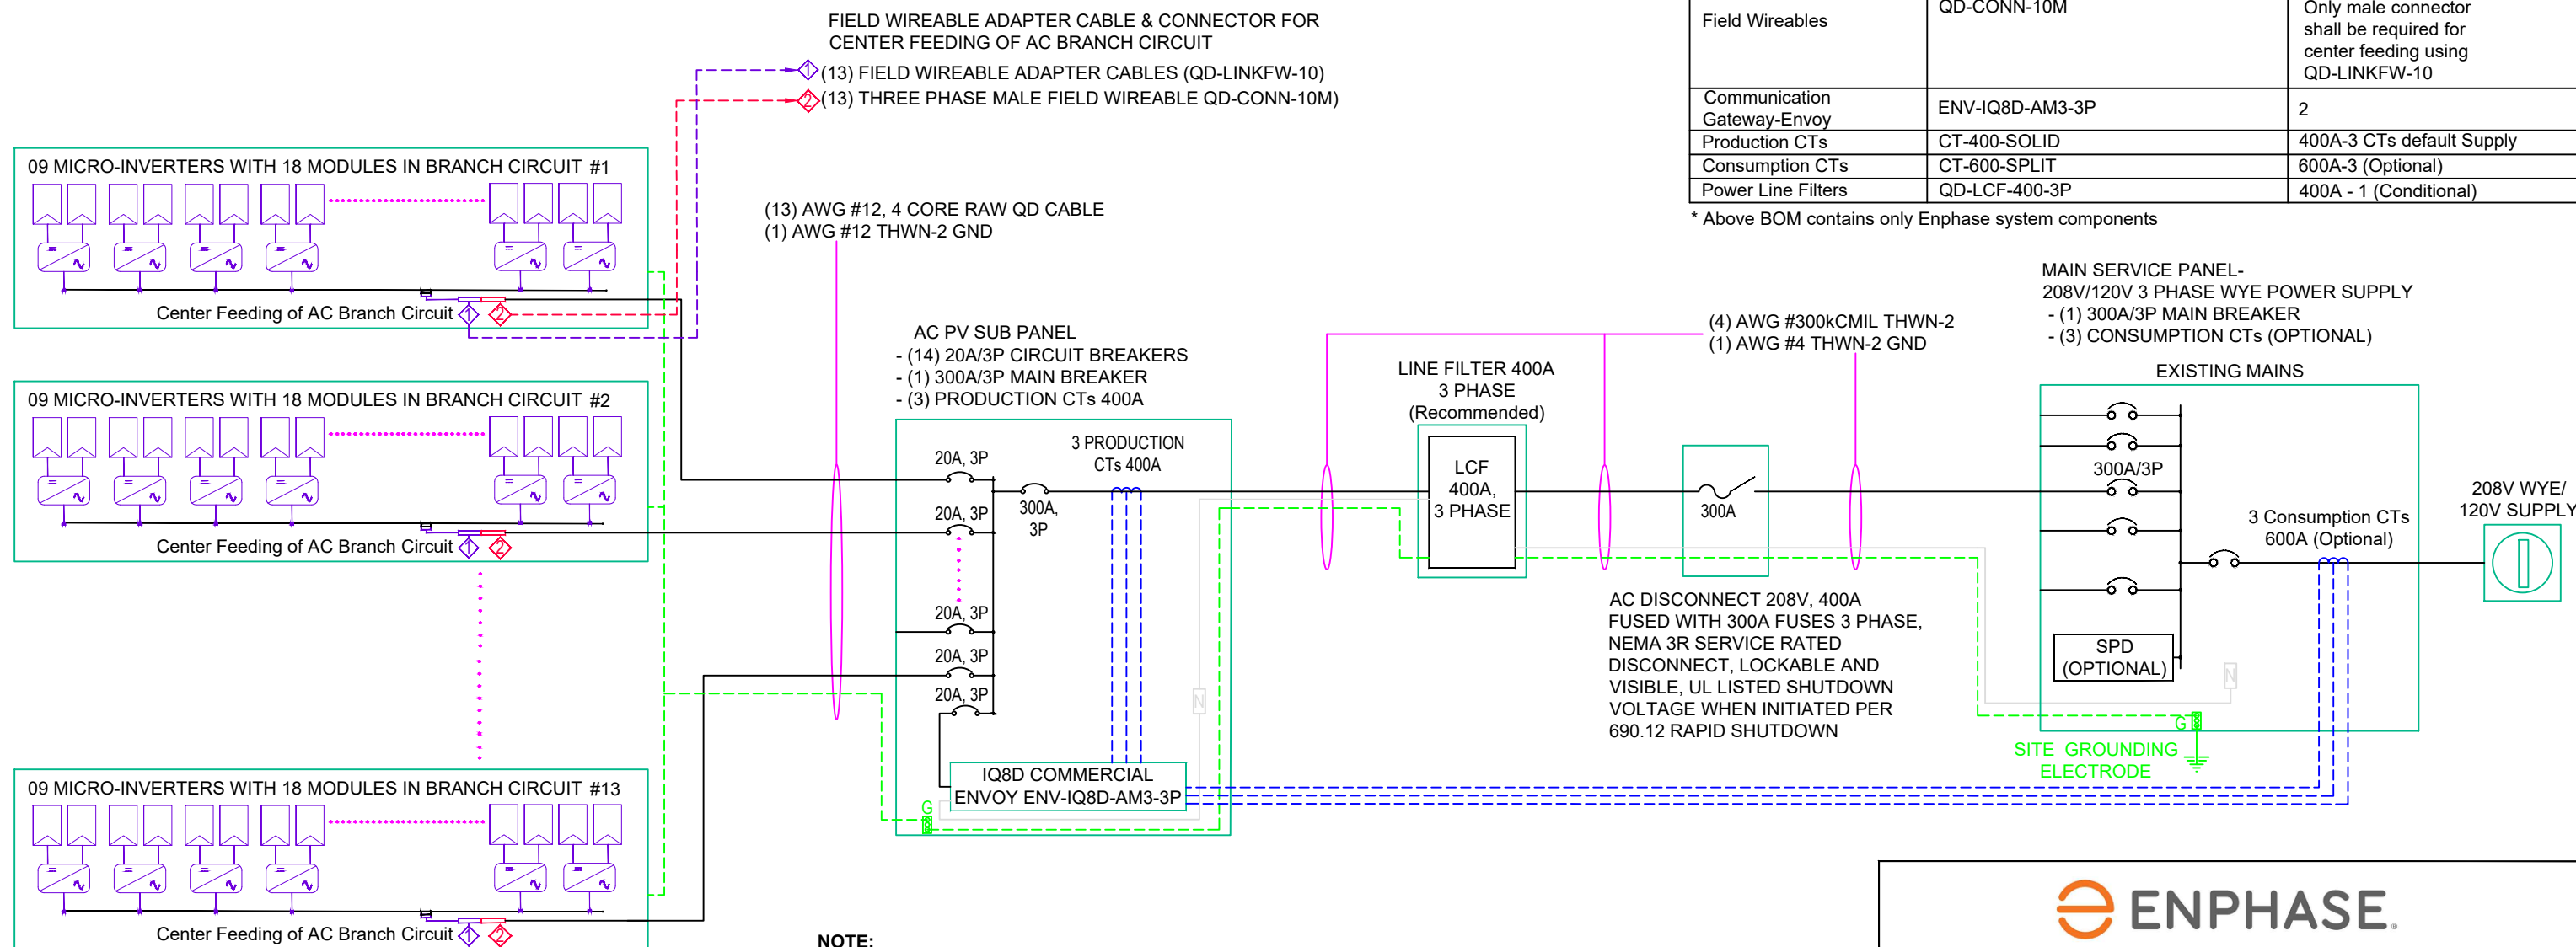 FIELD WIREABLE ADAPTER CABLE & CONNECTOR FOR
CENTER FEEDING OF AC BRANCH CIRCUIT
1 (13) FIELD WIREABLE ADAPTER CABLES (QD-LINKFW-10)
2 (13) THREE PHASE MALE FIELD WIREABLE QD-CONN-10M)
Field Wireables QD-CONN-10M Only male connector
shall be required for
center feeding using
QD-LINKFW-10
Communication
Gateway-Envoy ENV-IQ8D-AM3-3P 2
Production CTs CT-400-SOLID 400A-3 CTs default Supply
Consumption CTs CT-600-SPLIT 600A-3 (Optional)
Power Line Filters QD-LCF-400-3P 400A - 1 (Conditional)
* Above BOM contains only Enphase system components
09 MICRO-INVERTERS WITH 18 MODULES IN BRANCH CIRCUIT #1
Center Feeding of AC Branch Circuit 1 2
09 MICRO-INVERTERS WITH 18 MODULES IN BRANCH CIRCUIT #2
Center Feeding of AC Branch Circuit 1 2
09 MICRO-INVERTERS WITH 18 MODULES IN BRANCH CIRCUIT #13
Center Feeding of AC Branch Circuit 1 2
(13) AWG #12, 4 CORE RAW QD CABLE
(1) AWG #12 THWN-2 GND
AC PV SUB PANEL
- (14) 20A/3P CIRCUIT BREAKERS
- (1) 300A/3P MAIN BREAKER
- (3) PRODUCTION CTs 400A
20A, 3P
20A, 3P
20A, 3P
20A, 3P
20A, 3P
300A,
3P
3 PRODUCTION
CTs 400A
N
IQ8D COMMERCIAL
ENVOY ENV-IQ8D-AM3-3P
G
LINE FILTER 400A
3 PHASE
(Recommended)
LCF
400A,
3 PHASE
(4) AWG #300kCMIL THWN-2
(1) AWG #4 THWN-2 GND
300A
AC DISCONNECT 208V, 400A
FUSED WITH 300A FUSES 3 PHASE,
NEMA 3R SERVICE RATED
DISCONNECT, LOCKABLE AND
VISIBLE, UL LISTED SHUTDOWN
VOLTAGE WHEN INITIATED PER
690.12 RAPID SHUTDOWN
MAIN SERVICE PANEL-
208V/120V 3 PHASE WYE POWER SUPPLY
- (1) 300A/3P MAIN BREAKER
- (3) CONSUMPTION CTs (OPTIONAL)
EXISTING MAINS
300A/3P
3 Consumption CTs
600A (Optional)
SPD
(OPTIONAL)
N
G
SITE GROUNDING
ELECTRODE
208V WYE/
120V SUPPLY
NOTE:
ENPHASE®